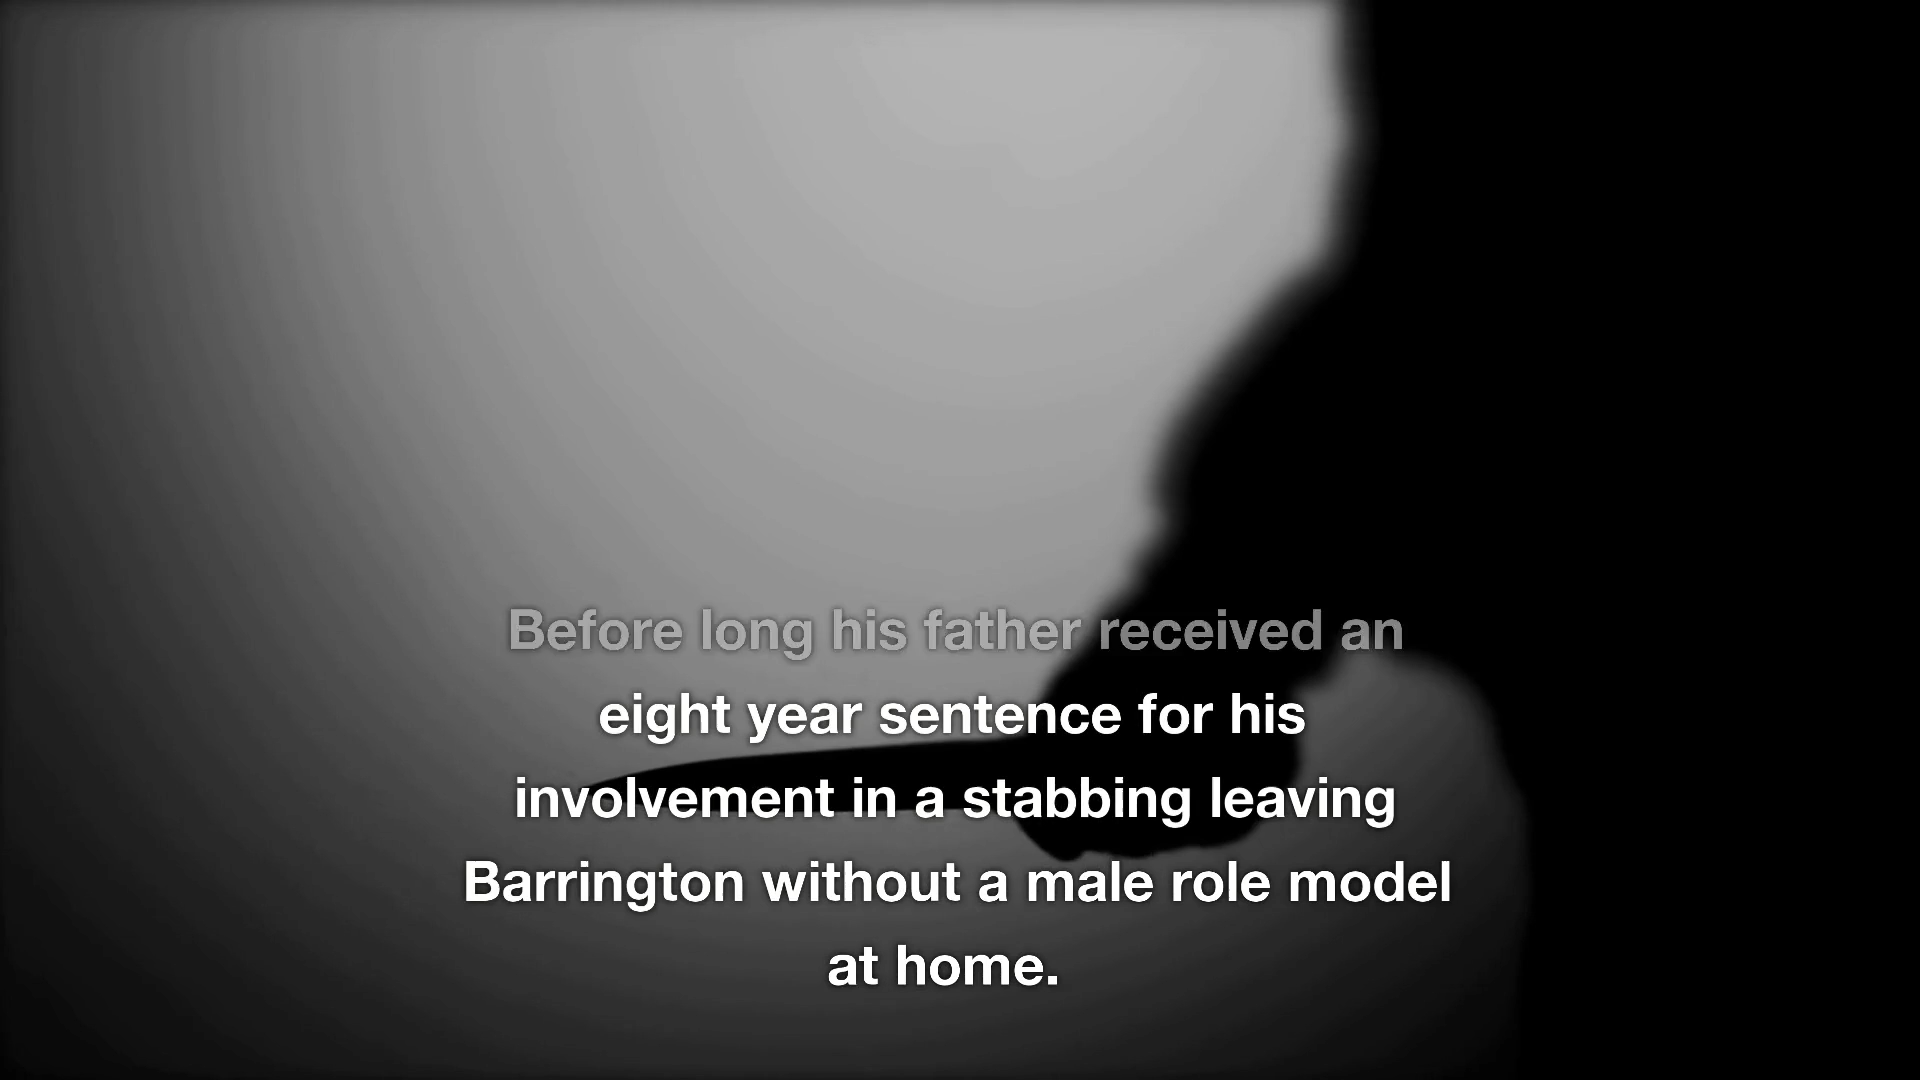 Before long his father received an
eight year sentence for his
involvement in a stabbing leaving
Barrington without a male role model
at home.